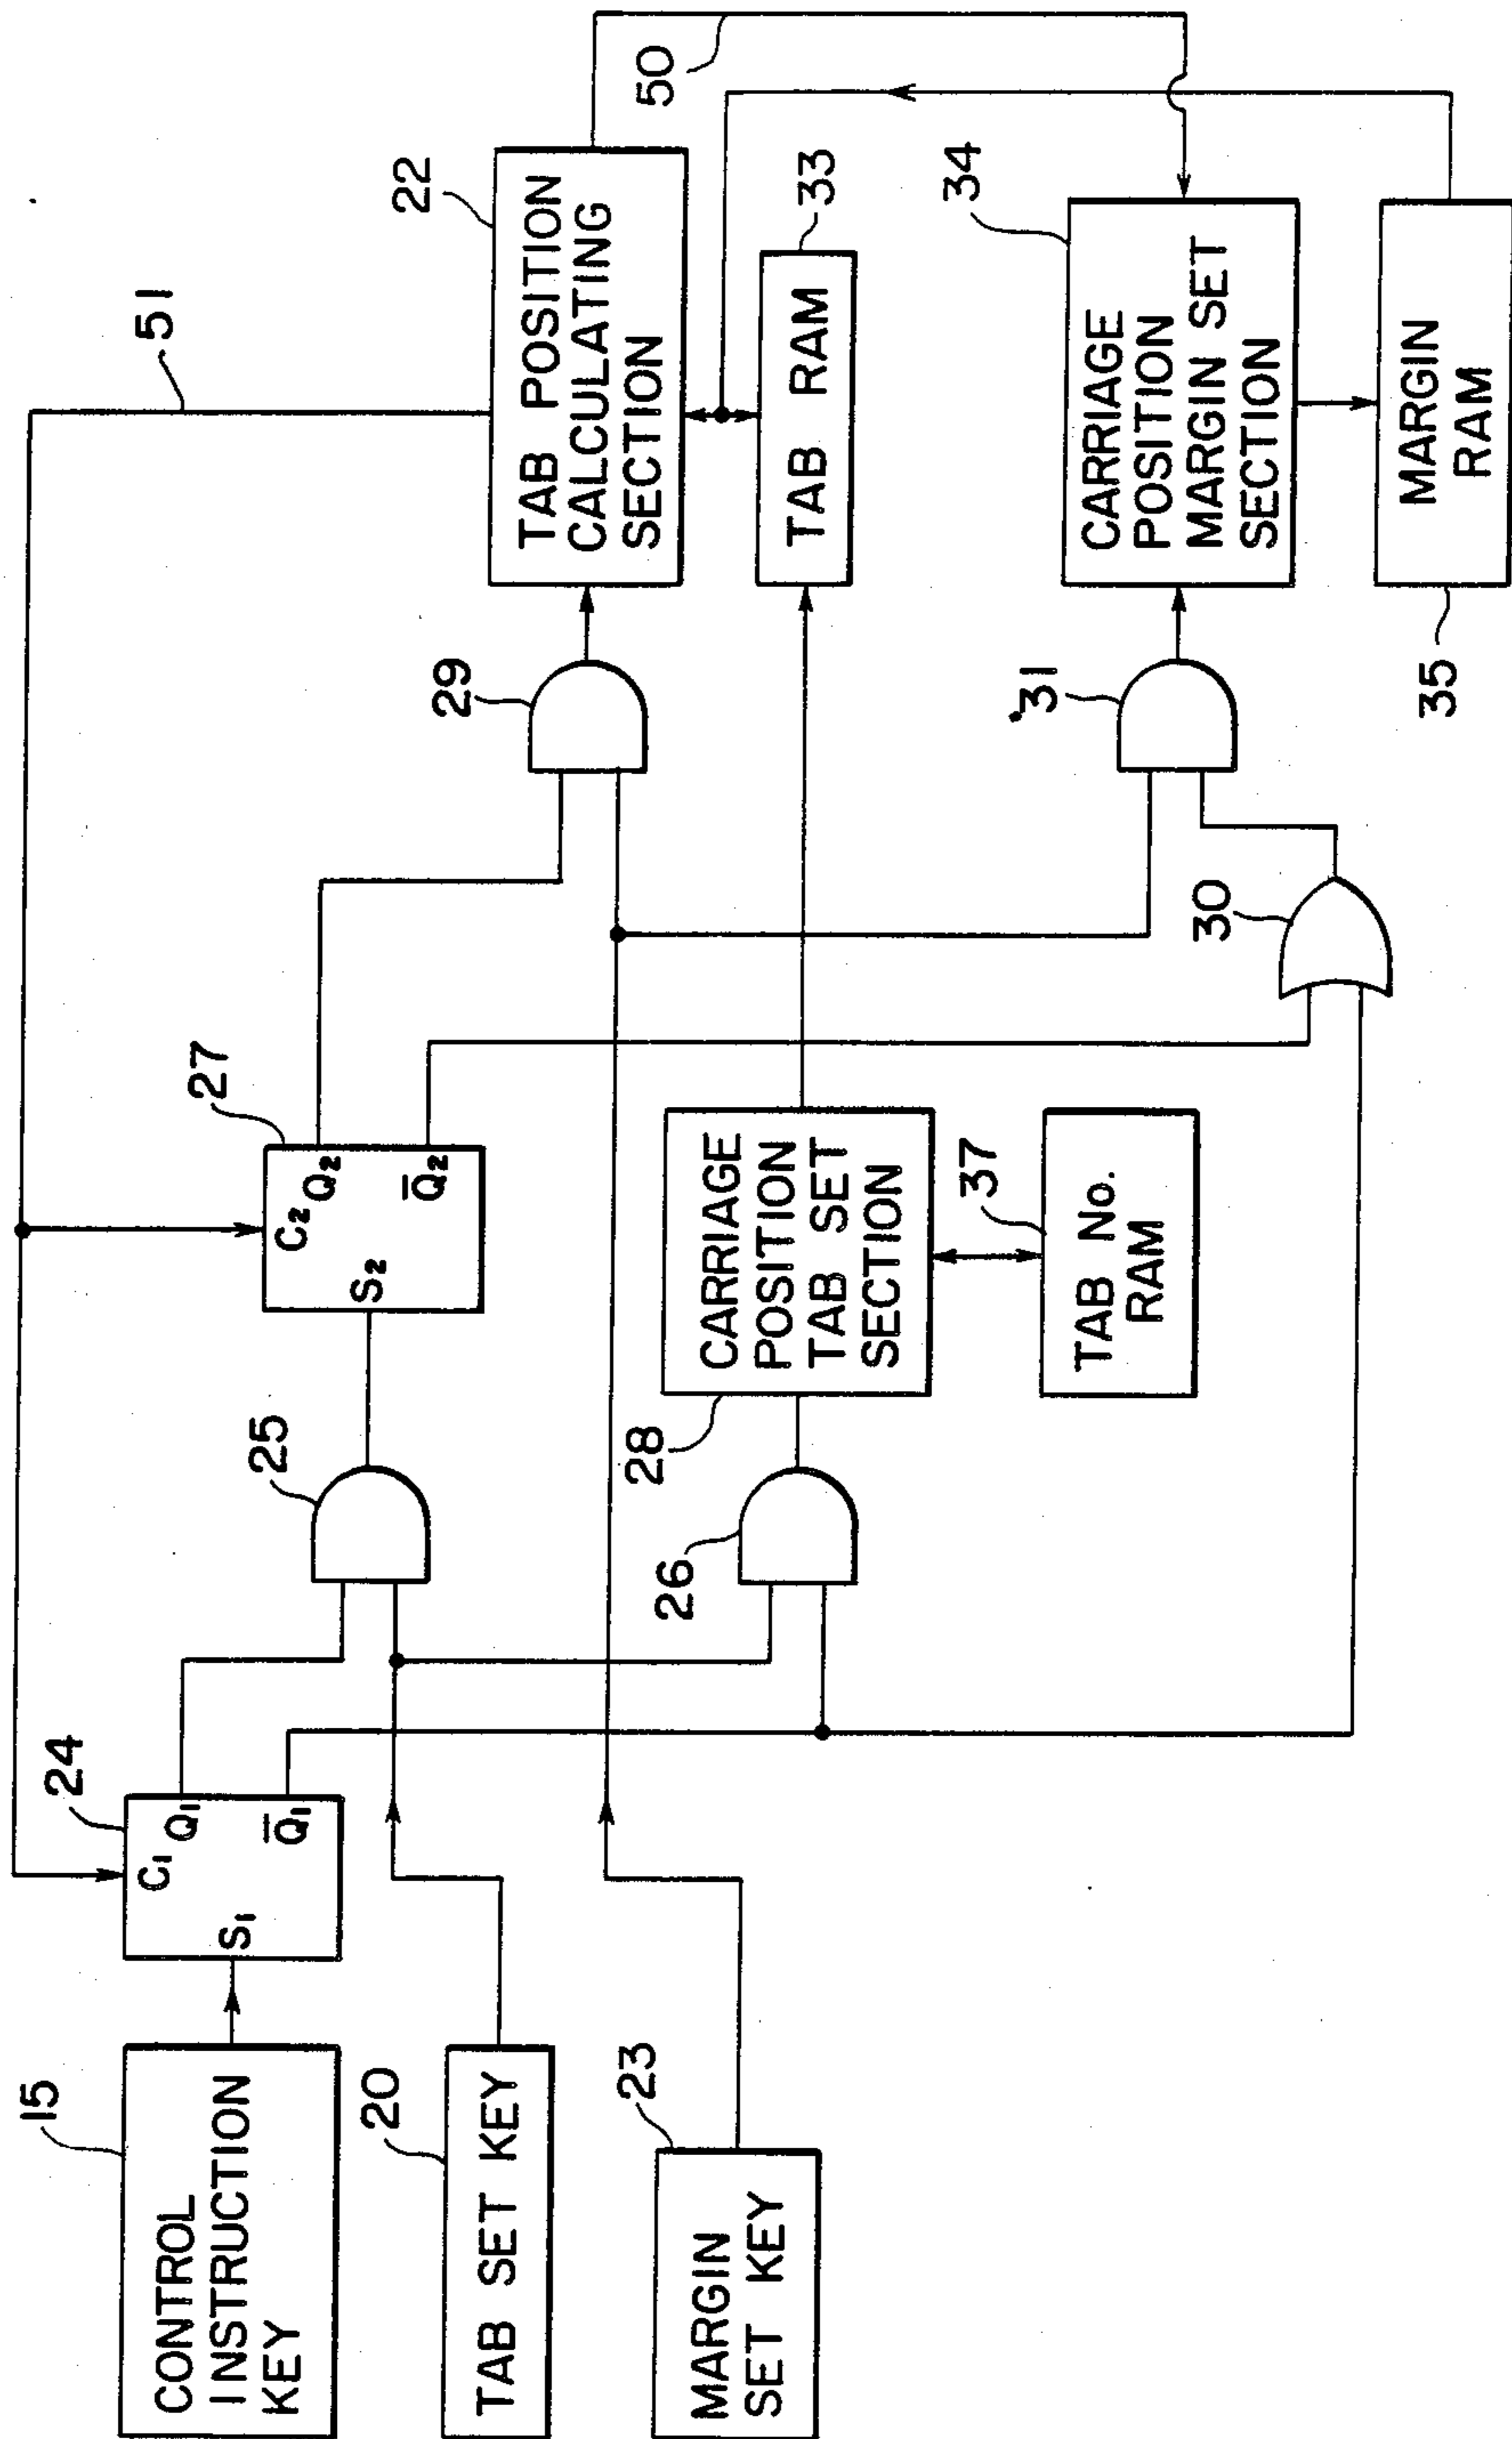 15
CONTROL
INSTRUCTION
KEY
20
TAB SET KEY
23
MARGIN
SET KEY
24
C1
Q1
S1
Q̅1
25
26
27
C2
Q2
S2
Q̅2
28
CARRIAGE
POSITION
TAB SET
SECTION
37
TAB No.
RAM
29
30
31
51
22
TAB POSITION
CALCULATING
SECTION
50
33
TAB RAM
34
CARRIAGE
POSITION
MARGIN SET
SECTION
35
MARGIN
RAM